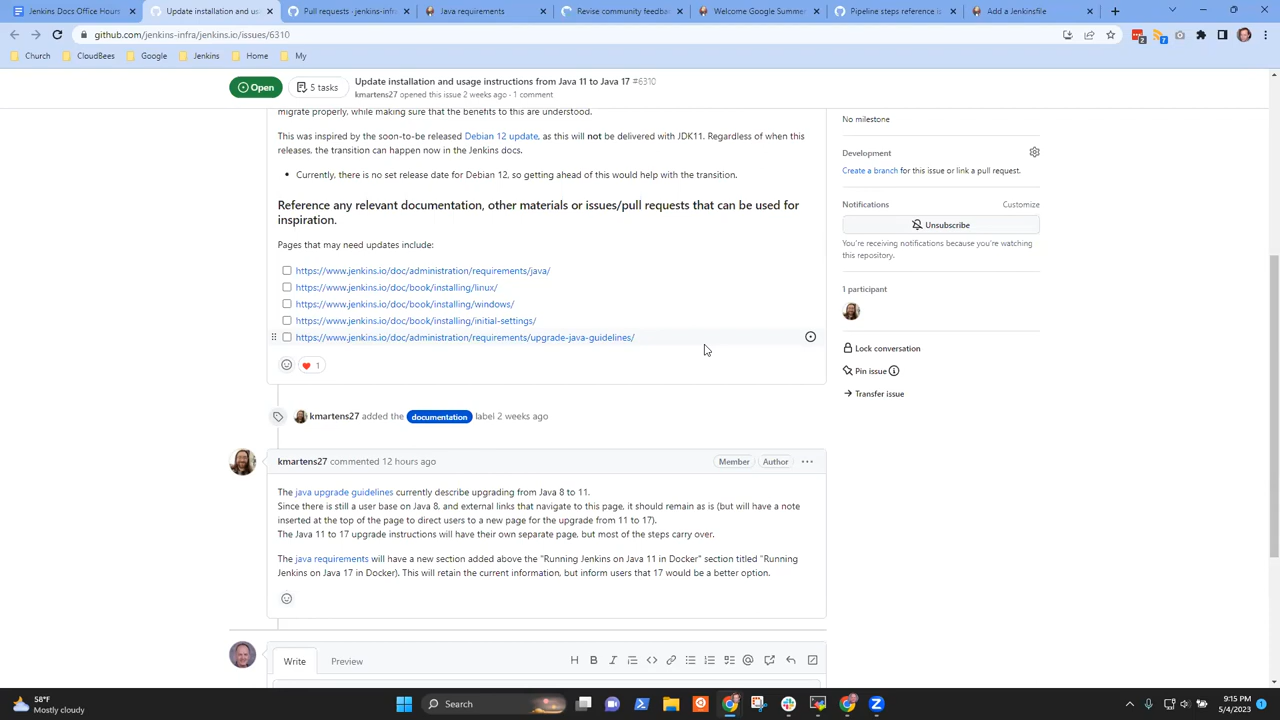 Jenkins Docs Office Hours
Update installation and us
Pull requests · jenkins-infr
Java requirements
Revise community feedba
Welcome Google Summer
Pipeline steps reference is
Add a Jenkinsfile
github.com/jenkins-infra/jenkins.io/issues/6310
Church
CloudBees
Google
Jenkins
Home
My
Open
5 tasks
Update installation and usage instructions from Java 11 to Java 17 #6310
kmartens27 opened this issue 2 weeks ago · 1 comment
migrate properly, while making sure that the benefits to this are understood.
This was inspired by the soon-to-be released Debian 12 update, as this will not be delivered with JDK11. Regardless of when this
releases, the transition can happen now in the Jenkins docs.
• Currently, there is no set release date for Debian 12, so getting ahead of this would help with the transition.
Reference any relevant documentation, other materials or issues/pull requests that can be used for
inspiration.
Pages that may need updates include:
https://www.jenkins.io/doc/administration/requirements/java/
https://www.jenkins.io/doc/book/installing/linux/
https://www.jenkins.io/doc/book/installing/windows/
https://www.jenkins.io/doc/book/installing/initial-settings/
https://www.jenkins.io/doc/administration/requirements/upgrade-java-guidelines/
1
kmartens27 added the documentation label 2 weeks ago
kmartens27 commented 12 hours ago
Member
Author
The java upgrade guidelines currently describe upgrading from Java 8 to 11.
Since there is still a user base on Java 8, and external links that navigate to this page, it should remain as is (but will have a note
inserted at the top of the page to direct users to a new page for the upgrade from 11 to 17).
The Java 11 to 17 upgrade instructions will have their own separate page, but most of the steps carry over.
The java requirements will have a new section added above the "Running Jenkins on Java 11 in Docker" section titled "Running
Jenkins on Java 17 in Docker). This will retain the current information, but inform users that 17 would be a better option.
Write
Preview
No milestone
Development
Create a branch for this issue or link a pull request.
Notifications
Customize
Unsubscribe
You're receiving notifications because you're watching
this repository.
1 participant
Lock conversation
Pin issue
Transfer issue
58°F
Mostly cloudy
Search
9:15 PM
5/4/2023